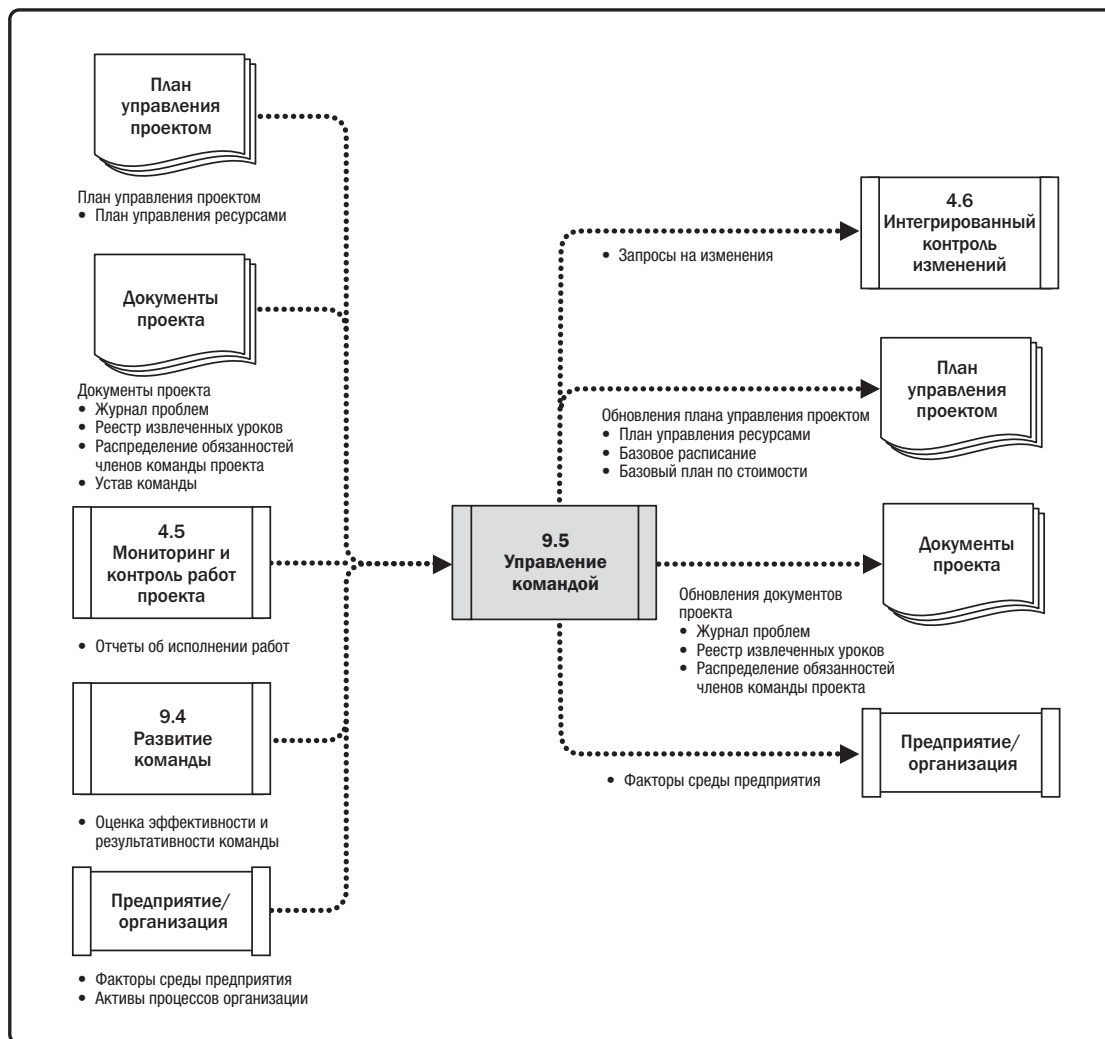 План
управления
проектом
План управления проектом
• План управления ресурсами
Документы
проекта
Документы проекта
• Журнал проблем
• Реестр извлеченных уроков
• Распределение обязанностей
членов команды проекта
• Устав команды
4.5
Мониторинг и
контроль работ
проекта
• Отчеты об исполнении работ
9.4
Развитие
команды
• Оценка эффективности и
результативности команды
Предприятие/
организация
• Факторы среды предприятия
• Активы процессов организации
9.5
Управление
командой
4.6
Интегрированный
контроль
изменений
• Запросы на изменения
План
управления
проектом
Обновления плана управления проектом
• План управления ресурсами
• Базовое расписание
• Базовый план по стоимости
Документы
проекта
Обновления документов
проекта
• Журнал проблем
• Реестр извлеченных уроков
• Распределение обязанностей
членов команды проекта
Предприятие/
организация
• Факторы среды предприятия